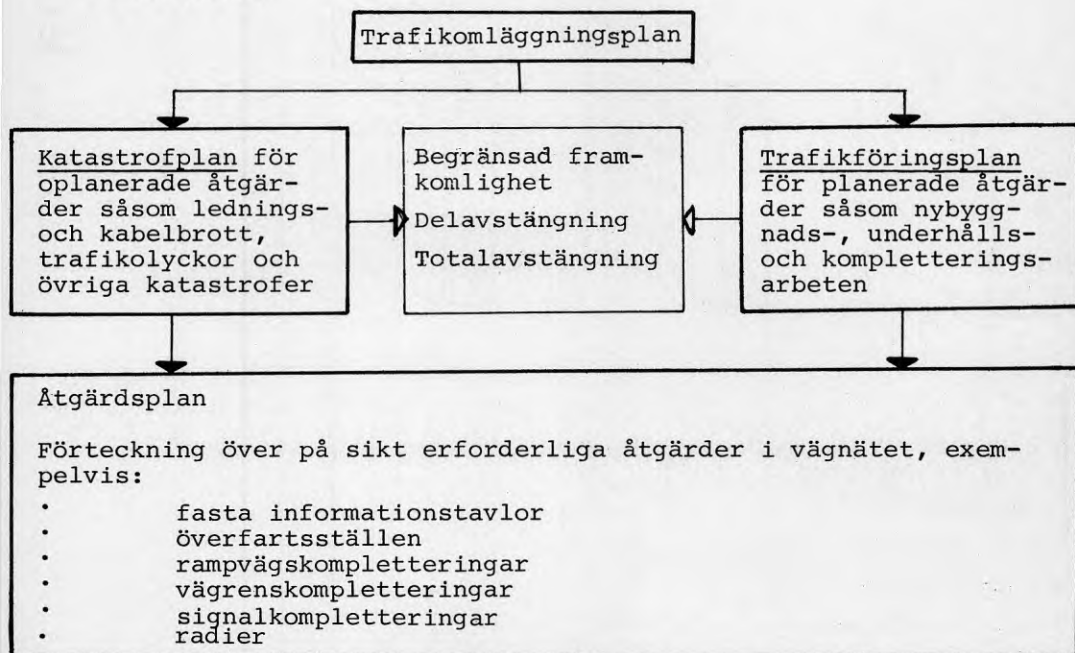 Trafikomläggningsplan
Katastrofplan för
oplanerade åtgär-
der såsom lednings-
och kabelbrott,
trafikolyckor och
övriga katastrofer
Begränsad fram-
komlighet
Delavstängning
Totalavstängning
Trafikföringsplan
för planerade åtgär-
der såsom nybygg-
nads-, underhålls-
och kompletterings-
arbeten
Åtgärdsplan
Förteckning över på sikt erforderliga åtgärder i vägnätet, exem-
pelvis:
• fasta informationstavlor
• överfartsställen
• rampvägskompletteringar
• vägrenskompletteringar
• signalkompletteringar
• radier